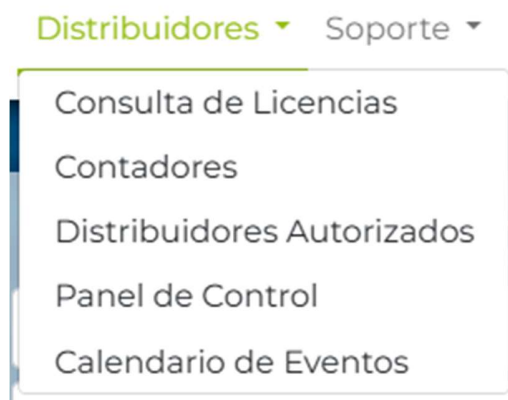 Distribuidores Soporte
Consulta de Licencias
Contadores
Distribuidores Autorizados
Panel de Control
Calendario de Eventos